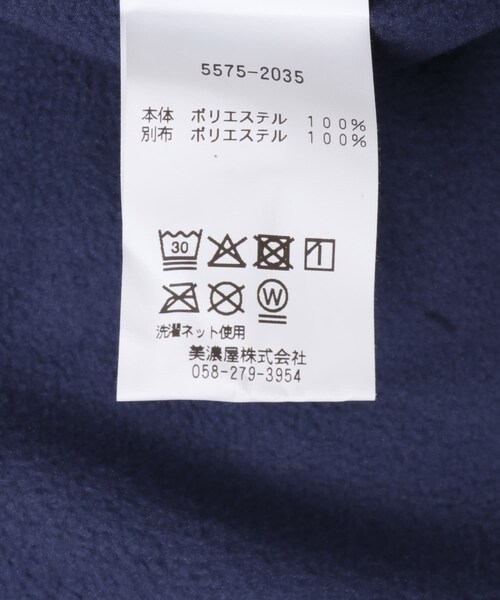 5575-2035
本体 ポリエステル 100%
別布 ポリエステル 100%
30
W
洗濯ネット使用
美濃屋株式会社
058-279-3954